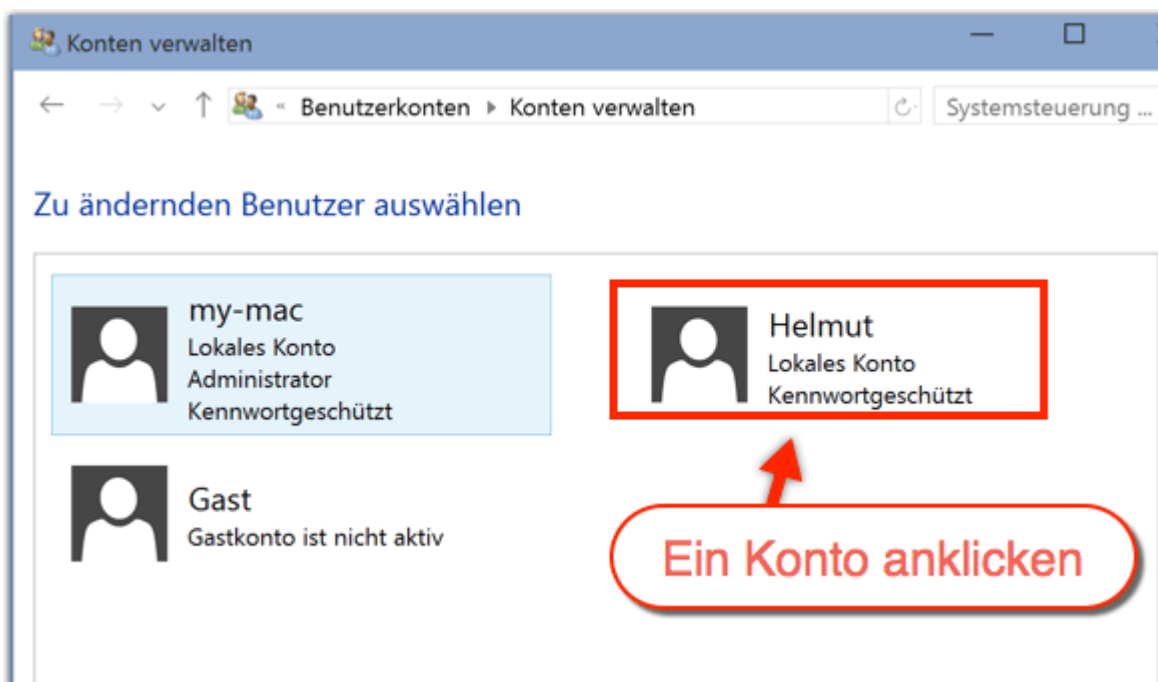 Konten verwalten
« Benutzerkonten ▸ Konten verwalten
Systemsteuerung ...
Zu ändernden Benutzer auswählen
my-mac
Lokales Konto
Administrator
Kennwortgeschützt
Helmut
Lokales Konto
Kennwortgeschützt
Gast
Gastkonto ist nicht aktiv
Ein Konto anklicken